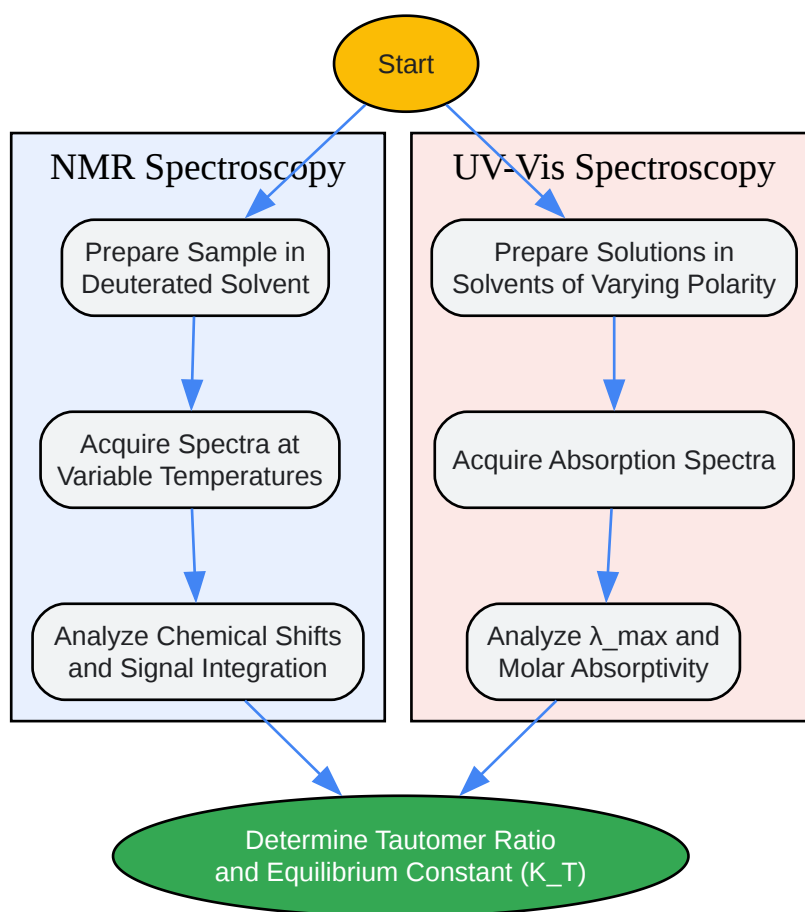 Start
NMR Spectroscopy
Prepare Sample in
Deuterated Solvent
Acquire Spectra at
Variable Temperatures
Analyze Chemical Shifts
and Signal Integration
UV-Vis Spectroscopy
Prepare Solutions in
Solvents of Varying Polarity
Acquire Absorption Spectra
Analyze λ_max and
Molar Absorptivity
Determine Tautomer Ratio
and Equilibrium Constant (K_T)